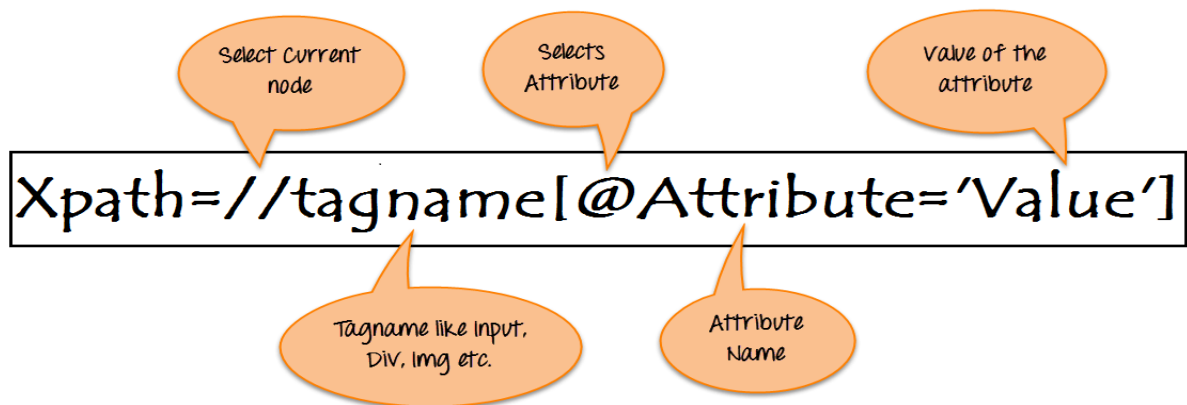 Select Current
node
Selects
Attribute
Value of the
attribute
Xpath=//tagname[@Attribute='Value']
Tagname like Input,
Div, Img etc.
Attribute
Name